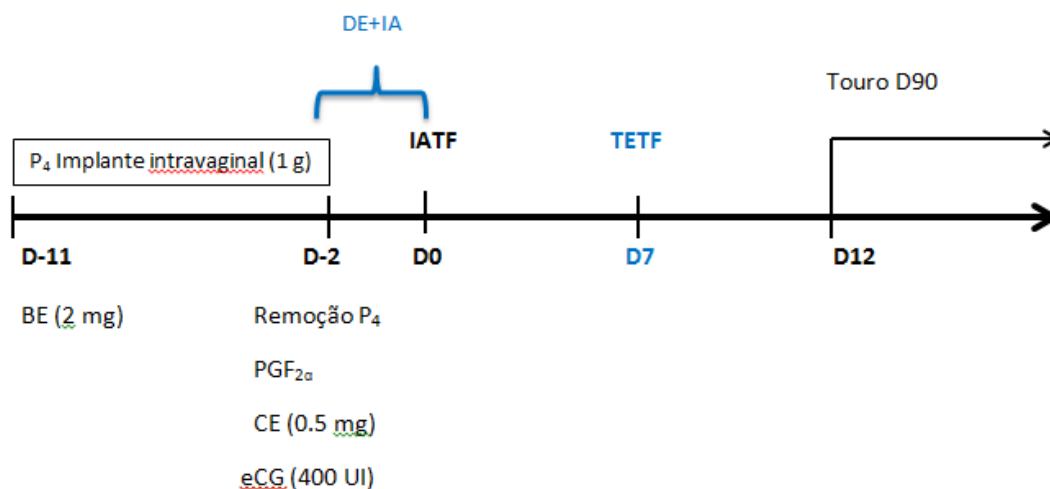 DE+IA
Touro D90
IATF
TETF
P₄ Implante intravaginal (1 g)
D-11
D-2
D0
D7
D12
BE (2 mg)
Remoção P₄
PGF₂α
CE (0.5 mg)
eCG (400 UI)